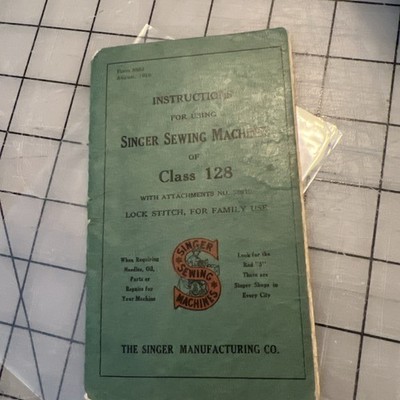 INSTRUCTIONS
FOR USING
SINGER SEWING MACHINES
OF
Class 128
WITH ATTACHMENTS NO.
LOCK STITCH, FOR FAMILY USE
When Requiring
Needles, Oil,
Parts or
Repairs for
Your Machine
SINGER
SEWING
MACHINES
Look for the
Red "S"
There are
Singer Shops in
Every City
THE SINGER MANUFACTURING CO.